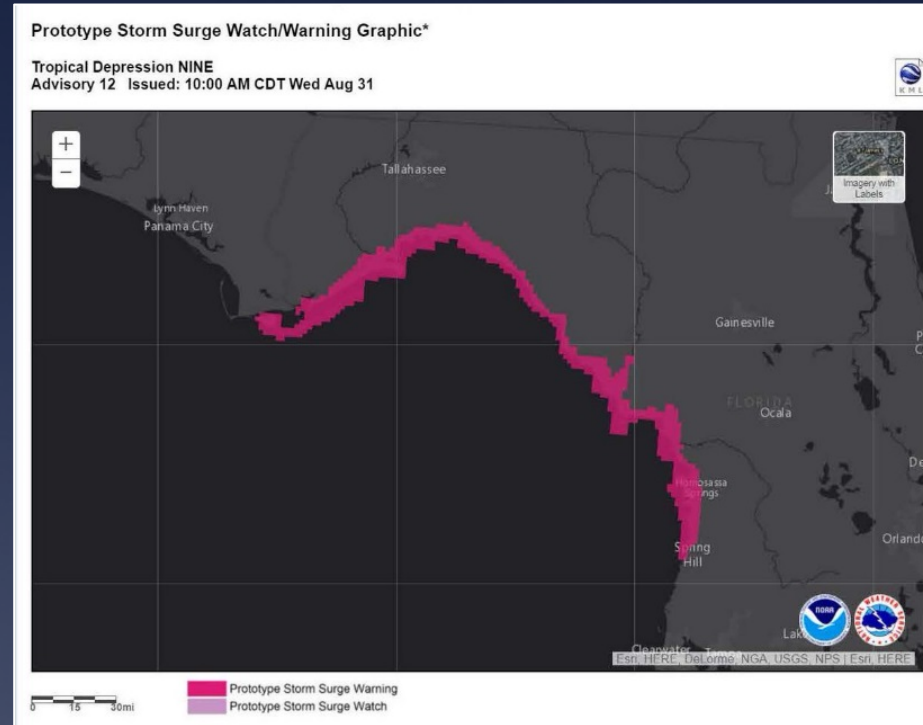 Prototype Storm Surge Watch/Warning Graphic*
Tropical Depression NINE
Advisory 12 Issued: 10:00 AM CDT Wed Aug 31
KML
+
−
Tallahassee
Imagery with
Labels
Lynn Haven
Panama City
Gainesville
FLORIDA
Ocala
Homosassa
Springs
Orlando
Spring
Hill
NOAA
Clearwater
Esri, HERE, DeLorme, NGA, USGS, NPS | Esri, HERE
0 15 30mi
Prototype Storm Surge Warning
Prototype Storm Surge Watch